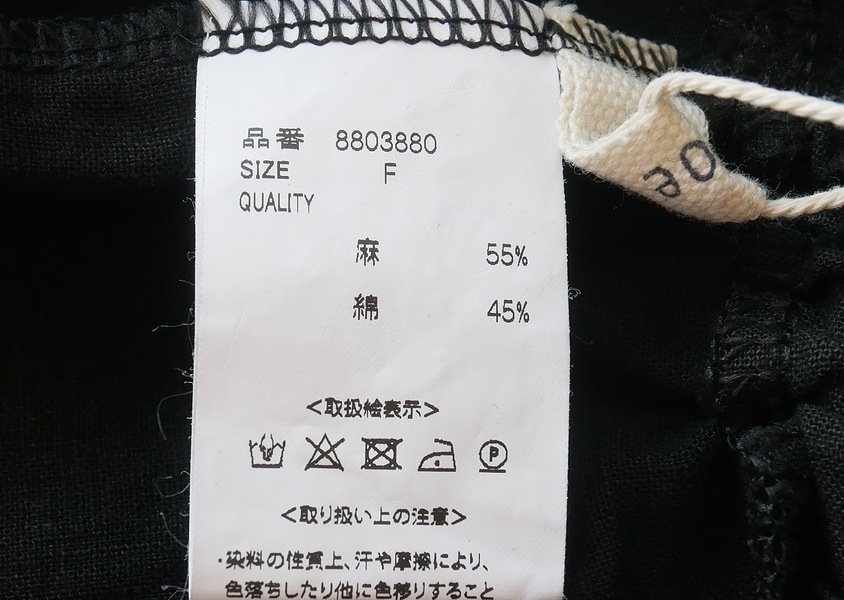 品番 8803880
SIZE F
QUALITY
麻 55%
綿 45%
<取扱絵表示>
P
<取り扱い上の注意>
・染料の性質上、汗や摩擦により、
色落ちしたり他に色移りすること